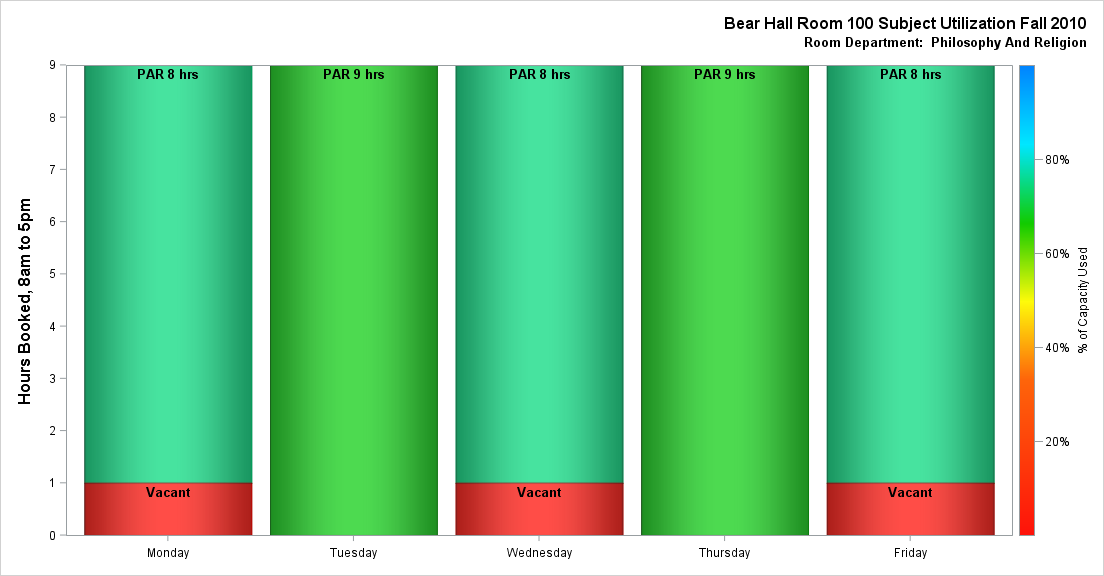 Bear Hall Room 100 Subject Utilization Fall 2010
Room Department:  Philosophy And Religion
Hours Booked, 8am to 5pm
9
8
7
6
5
4
3
2
1
0
PAR 8 hrs
PAR 9 hrs
PAR 8 hrs
PAR 9 hrs
PAR 8 hrs
Vacant
Vacant
Vacant
Monday
Tuesday
Wednesday
Thursday
Friday
80%
60%
40%
20%
% of Capacity Used